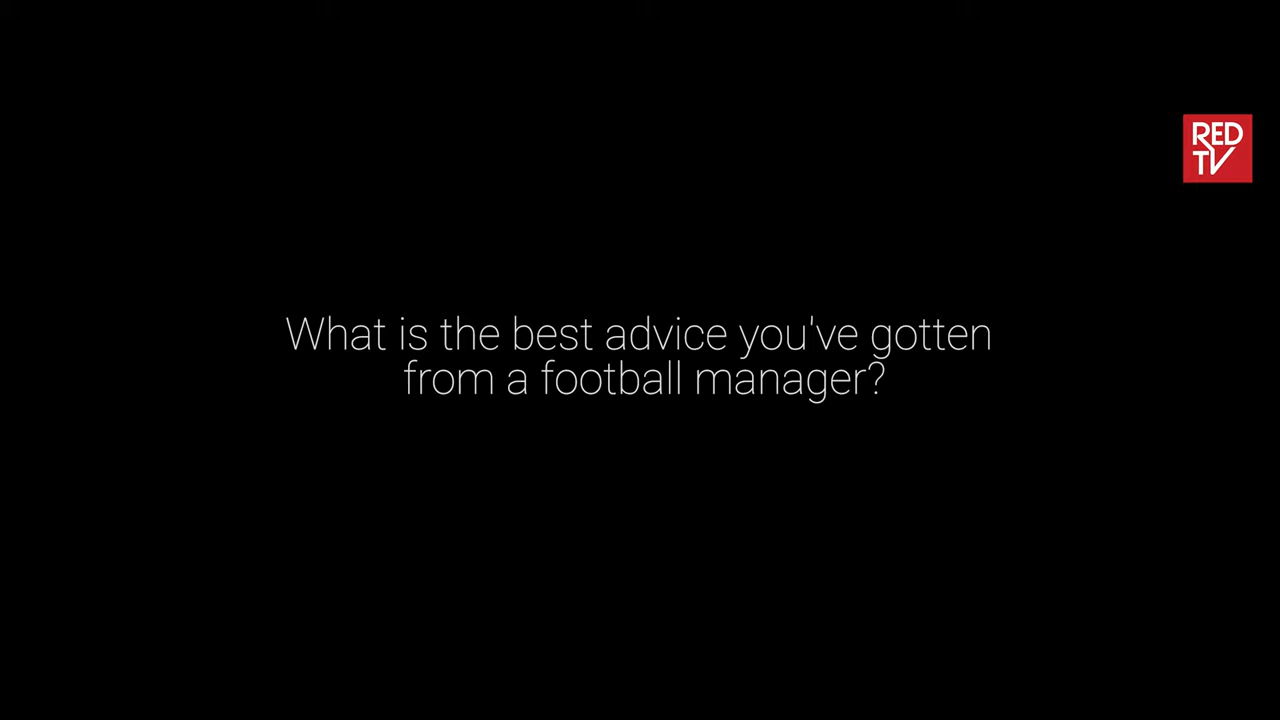 RED
TV
What is the best advice you've gotten
from a football manager?